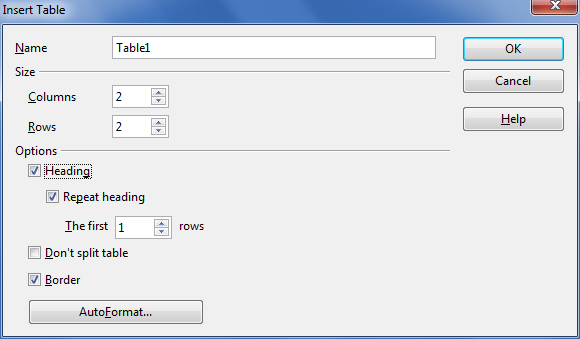 Insert Table
Name Table1 OK
Size Cancel
Columns 2
Rows 2 Help
Options
Heading
Repeat heading
The first 1 rows
Don't split table
Border
AutoFormat...